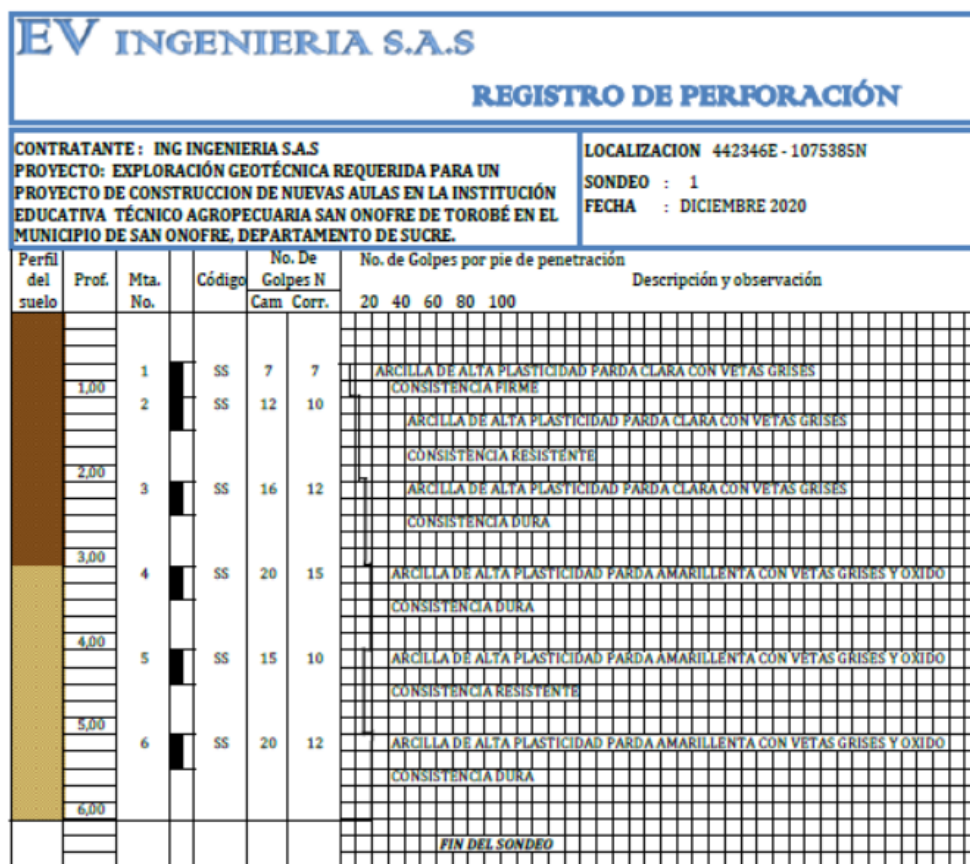 EV INGENIERIA S.A.S
REGISTRO DE PERFORACIÓN
CONTRATANTE : ING INGENIERIA S.A.S
PROYECTO: EXPLORACIÓN GEOTÉCNICA REQUERIDA PARA UN
PROYECTO DE CONSTRUCCION DE NUEVAS AULAS EN LA INSTITUCIÓN
EDUCATIVA TÉCNICO AGROPECUARIA SAN ONOFRE DE TOROBÉ EN EL
MUNICIPIO DE SAN ONOFRE, DEPARTAMENTO DE SUCRE.
LOCALIZACION 442346E - 1075385N
SONDEO : 1
FECHA : DICIEMBRE 2020
Perfil del suelo
Prof.
Mta. No.
Código
No. De Golpes N
Cam Corr.
No. de Golpes por pie de penetración
Descripción y observación
20 40 60 80 100
1 SS 7 7 ARCILLA DE ALTA PLASTICIDAD PARDA CLARA CON VETAS GRISES
1,00 CONSISTENCIA FIRME
2 SS 12 10
ARCILLA DE ALTA PLASTICIDAD PARDA CLARA CON VETAS GRISES
CONSISTENCIA RESISTENTE
2,00
3 SS 16 12 ARCILLA DE ALTA PLASTICIDAD PARDA CLARA CON VETAS GRISES
CONSISTENCIA DURA
3,00
4 SS 20 15 ARCILLA DE ALTA PLASTICIDAD PARDA AMARILLENTA CON VETAS GRISES Y OXIDO
CONSISTENCIA DURA
4,00
5 SS 15 10 ARCILLA DE ALTA PLASTICIDAD PARDA AMARILLENTA CON VETAS GRISES Y OXIDO
CONSISTENCIA RESISTENTE
5,00
6 SS 20 12 ARCILLA DE ALTA PLASTICIDAD PARDA AMARILLENTA CON VETAS GRISES Y OXIDO
CONSISTENCIA DURA
6,00
FIN DEL SONDEO